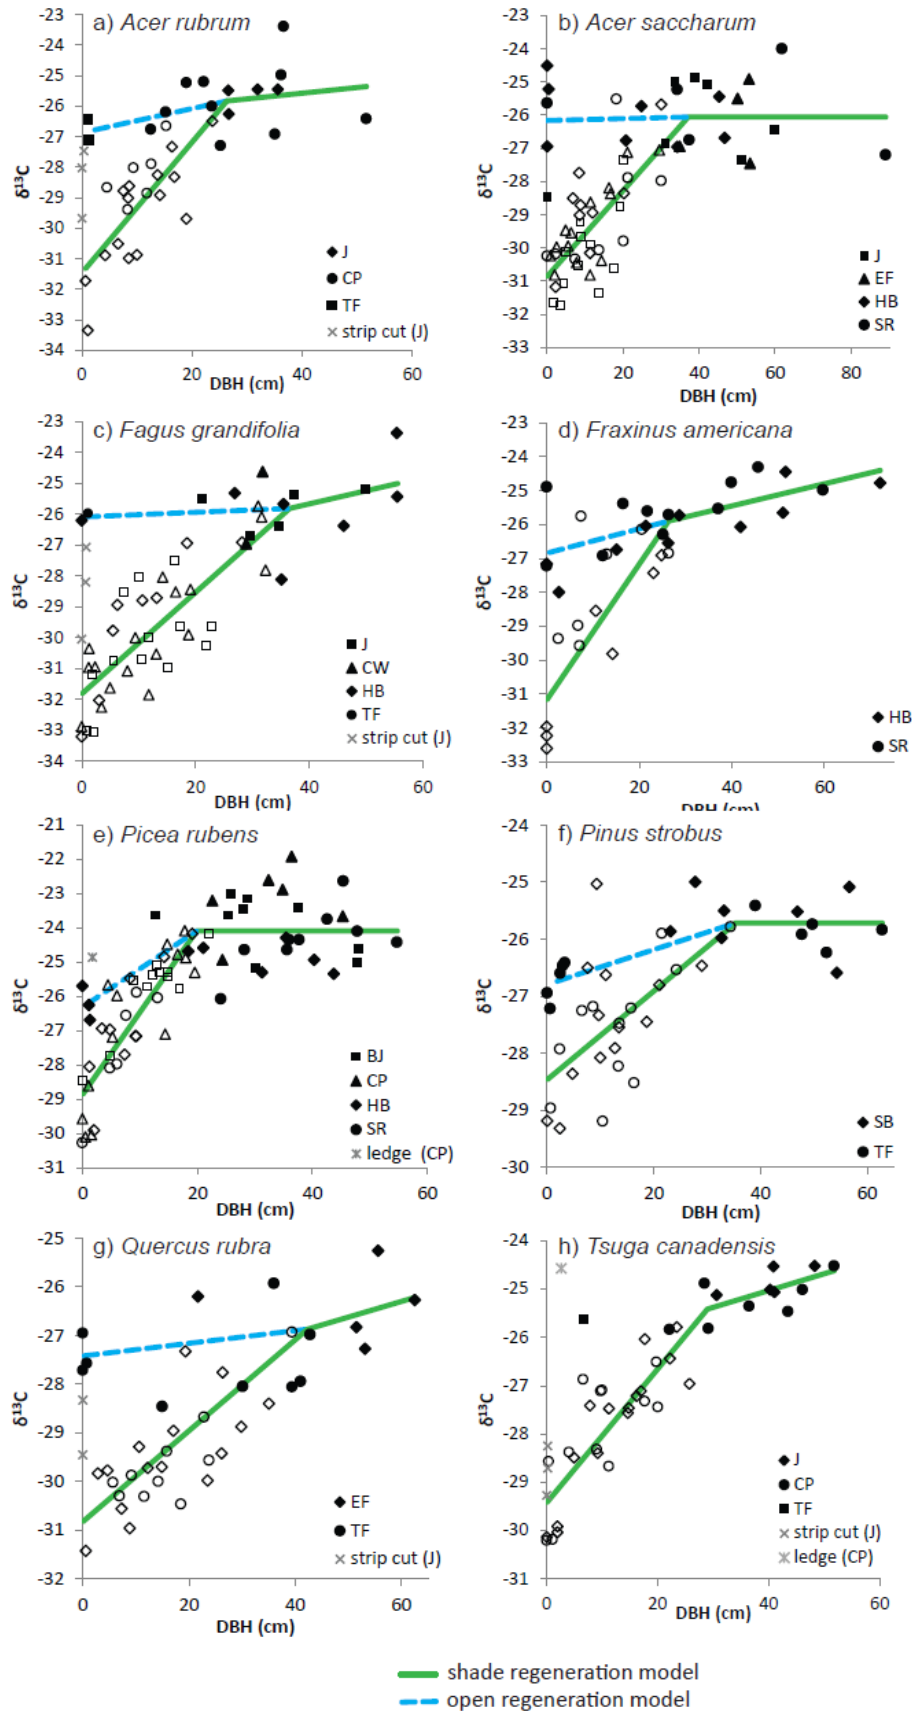 a) Acer rubrum
-23
-24
-25
-26
-27
-28
-29
-30
-31
-32
-33
-34
δ¹³C
0
20
40
60
DBH (cm)
J
CP
TF
strip cut (J)
b) Acer saccharum
-23
-24
-25
-26
-27
-28
-29
-30
-31
-32
-33
δ¹³C
0
20
40
60
80
DBH (cm)
J
EF
HB
SR
c) Fagus grandifolia
-23
-24
-25
-26
-27
-28
-29
-30
-31
-32
-33
-34
δ¹³C
0
20
40
60
DBH (cm)
J
CW
HB
TF
strip cut (J)
d) Fraxinus americana
-23
-24
-25
-26
-27
-28
-29
-30
-31
-32
-33
δ¹³C
0
20
40
60
DBH (cm)
HB
SR
e) Picea rubens
-21
-22
-23
-24
-25
-26
-27
-28
-29
-30
-31
δ¹³C
0
20
40
60
DBH (cm)
BJ
CP
HB
SR
ledge (CP)
f) Pinus strobus
-24
-25
-26
-27
-28
-29
-30
δ¹³C
0
20
40
60
DBH (cm)
SB
TF
g) Quercus rubra
-25
-26
-27
-28
-29
-30
-31
-32
δ¹³C
0
20
40
60
DBH (cm)
EF
TF
strip cut (J)
h) Tsuga canadensis
-24
-25
-26
-27
-28
-29
-30
-31
δ¹³C
0
20
40
60
DBH (cm)
J
CP
TF
strip cut (J)
ledge (CP)
shade regeneration model
open regeneration model